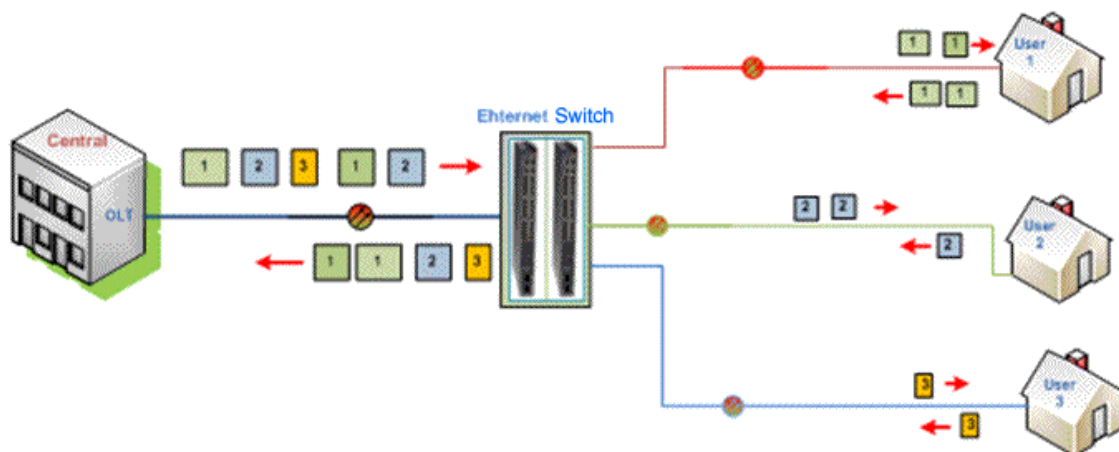 Central
OLT
1 2 3 1 2
1 1 2 3
Ehternet Switch
1 1
User
1
1 1
2 2
User
2
2
3
User
3
3